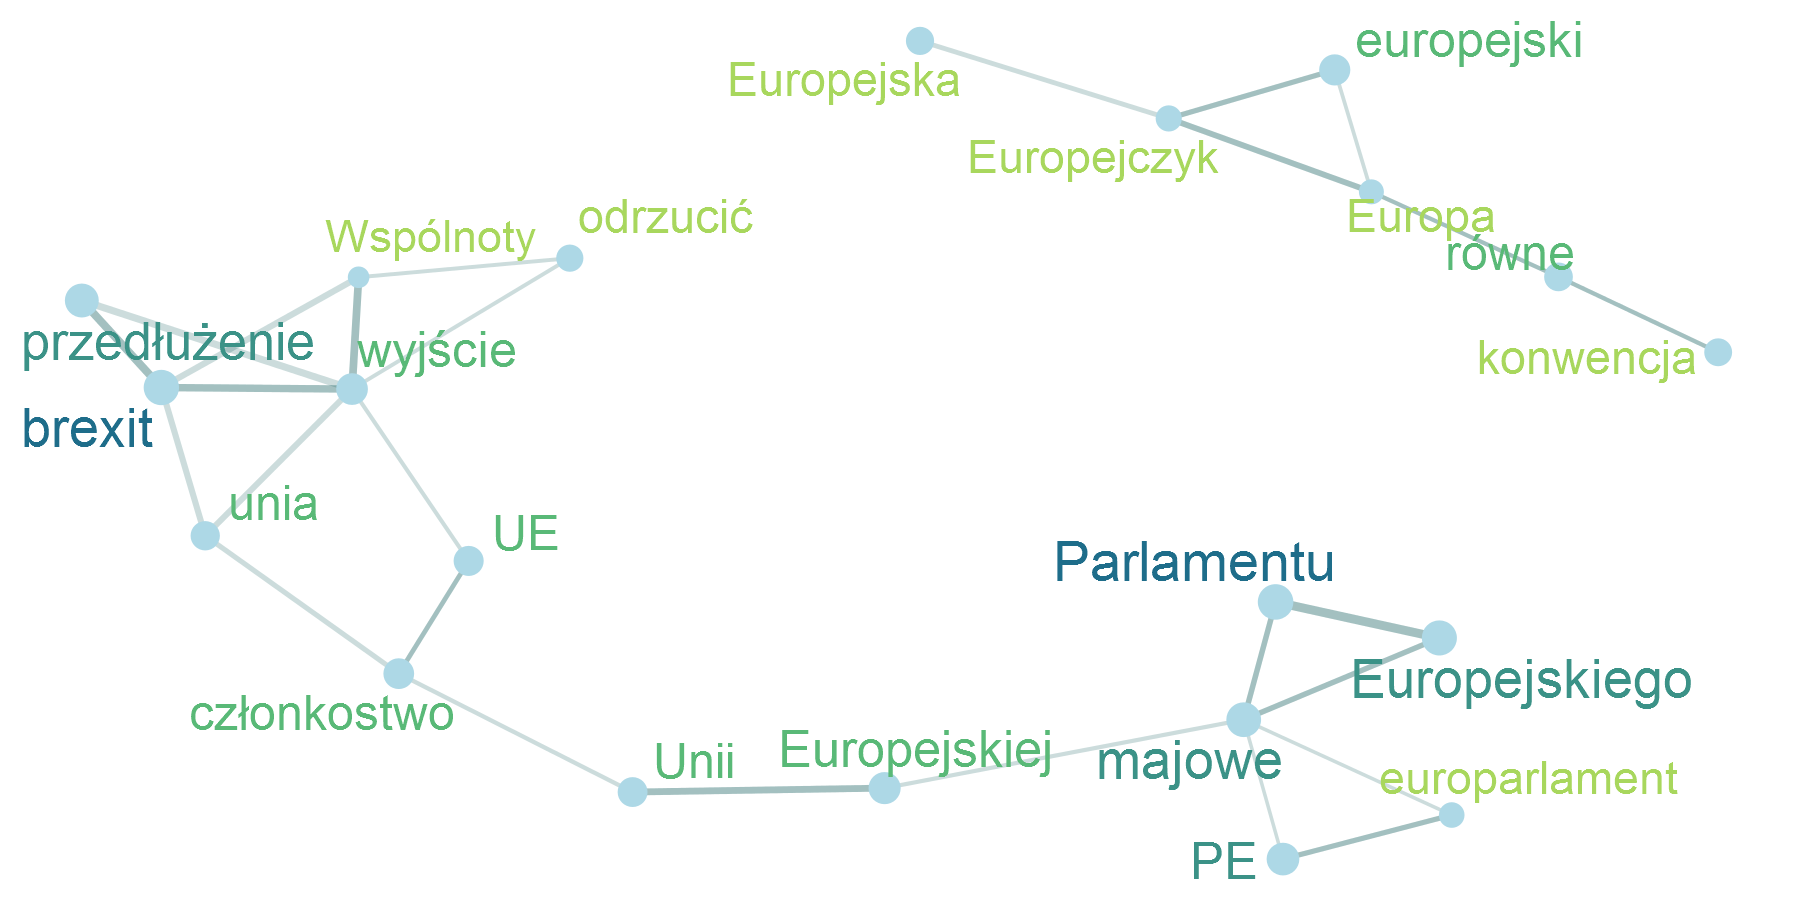 europejski
Europejska
Europejczyk
Europa
Wspólnoty
odrzucić
równe
przedłużenie
wyjście
konwencja
brexit
unia
UE
Parlamentu
Europejskiego
członkostwo
Unii
Europejskiej
majowe
europarlament
PE